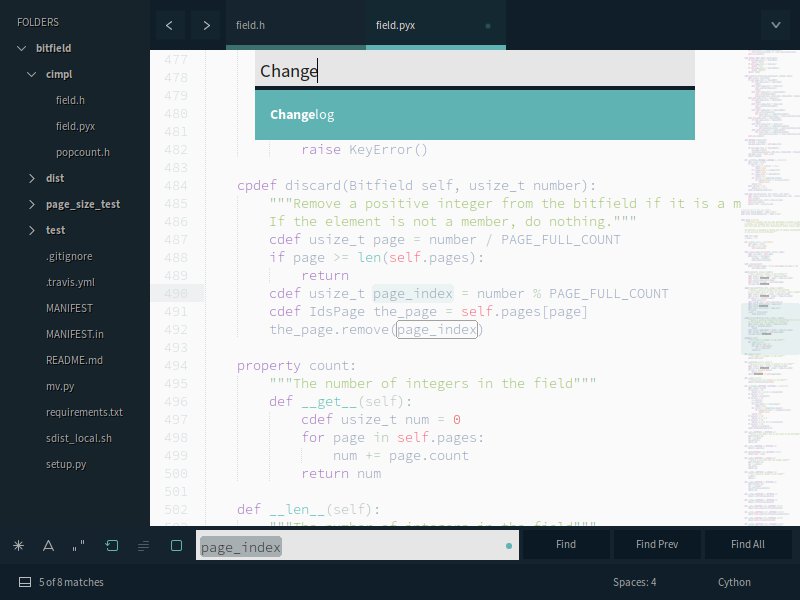 FOLDERS
bitfield
cimpl
field.h
field.pyx
popcount.h
dist
page_size_test
test
.gitignore
.travis.yml
MANIFEST
MANIFEST.in
README.md
mv.py
requirements.txt
sdist_local.sh
setup.py
field.h
field.pyx
Change
Changelog
477
478
479
480
481
482 raise KeyError()
483
484 cpdef discard(Bitfield self, usize_t number):
485 """Remove a positive integer from the bitfield if it is a m
486 If the element is not a member, do nothing."""
487 cdef usize_t page = number / PAGE_FULL_COUNT
488 if page >= len(self.pages):
489 return
490 cdef usize_t page_index = number % PAGE_FULL_COUNT
491 cdef IdsPage the_page = self.pages[page]
492 the_page.remove(page_index)
493
494 property count:
495 """The number of integers in the field"""
496 def __get__(self):
497 cdef usize_t num = 0
498 for page in self.pages:
499 num += page.count
500 return num
501
502 def __len__(self):
503 """The number of integers in the field"""
page_index
Find
Find Prev
Find All
5 of 8 matches
Spaces: 4
Cython